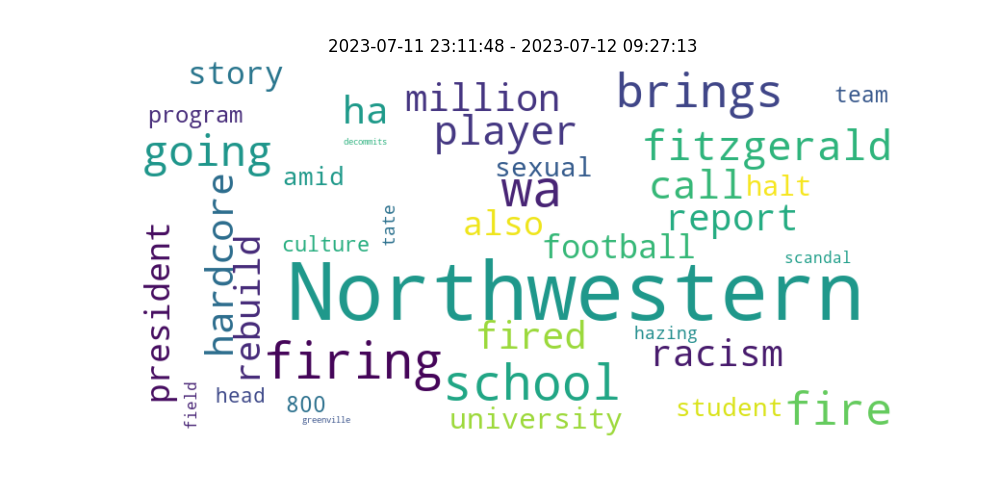 2023-07-11 23:11:48 - 2023-07-12 09:27:13
story
brings
million
team
ha
program
player
decommits
fitzgerald
going
sexual
amid
call
halt
wa
hardcore
report
also
tate
culture
football
president
rebuild
scandal
Northwestern
hazing
fired
firing
racism
school
field
head
800
student
fire
university
greenville